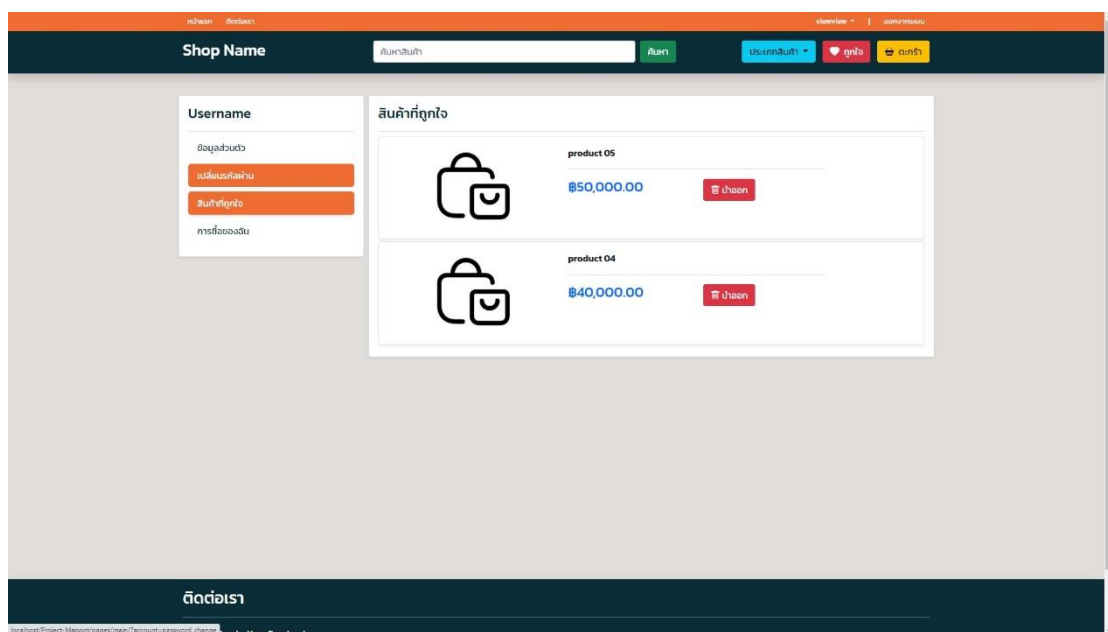 หน้าแรก ติดต่อเรา viewview | ออกจากระบบ
Shop Name ค้นหาสินค้า ค้นหา ประเภทสินค้า ถูกใจ ตะกร้า
Username
ข้อมูลส่วนตัว
เปลี่ยนรหัสผ่าน
สินค้าที่ถูกใจ
การซื้อของฉัน
สินค้าที่ถูกใจ
product 05
฿50,000.00 นำออก
product 04
฿40,000.00 นำออก
ติดต่อเรา
localhost/Project-Mappot/pages/main/?account=password_change